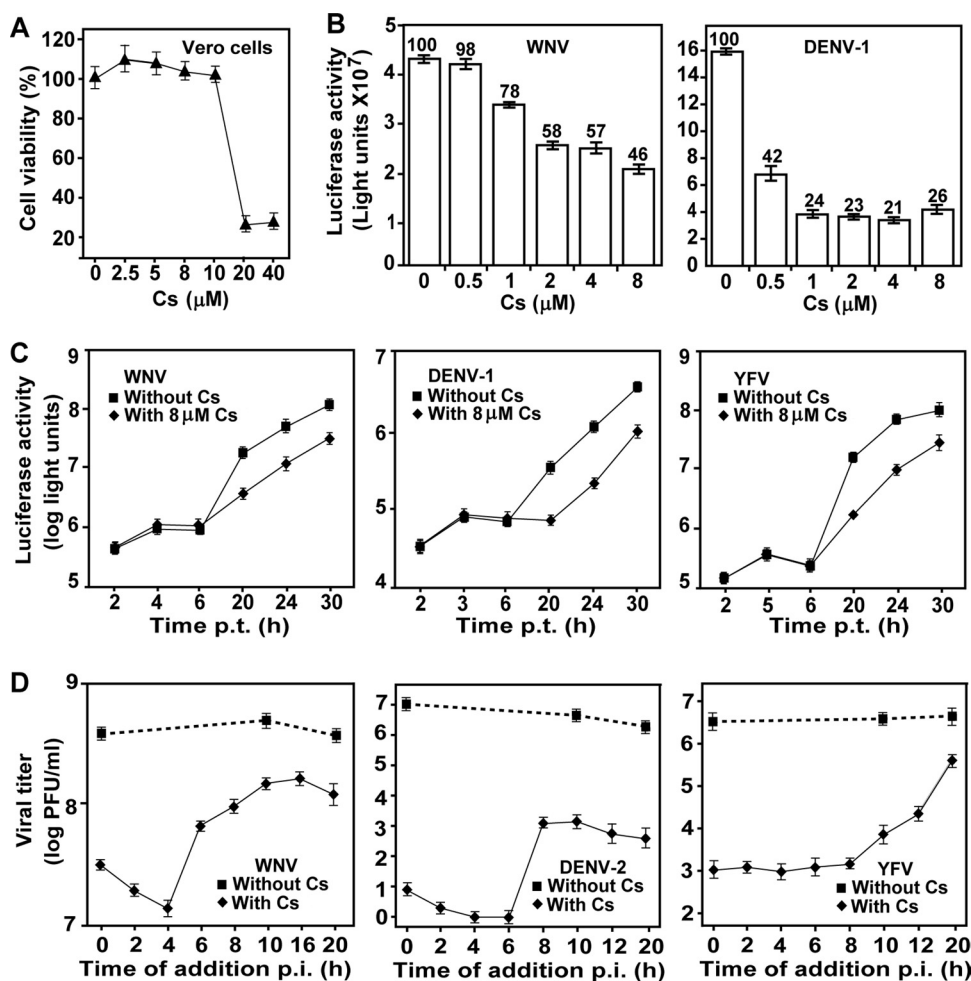 A
Vero cells
Cell viability (%)
120
100
80
60
40
20
0 2.5 5 8 10 20 40
Cs (μM)
B
WNV
Luciferase activity
(Light units X10⁷)
5
4
3
2
1
0
100 98 78 58 57 46
0 0.5 1 2 4 8
Cs (μM)
DENV-1
16
14
12
10
8
6
4
2
0
100 42 24 23 21 26
0 0.5 1 2 4 8
Cs (μM)
C
WNV
Without Cs
With 8 μM Cs
Luciferase activity
(log light units)
9
8
7
6
5
2 4 6 20 24 30
Time p.t. (h)
DENV-1
Without Cs
With 8 μM Cs
7
6
5
4
2 3 6 20 24 30
Time p.t. (h)
YFV
Without Cs
With 8 μM Cs
9
8
7
6
5
2 5 6 20 24 30
Time p.t. (h)
D
Viral titer
(log PFU/ml)
9
8
7
WNV
Without Cs
With Cs
0 2 4 6 8 10 16 20
Time of addition p.i. (h)
7
6
5
4
3
2
1
0
DENV-2
Without Cs
With Cs
0 2 4 6 8 10 12 20
Time of addition p.i. (h)
7
6
5
4
3
2
YFV
Without Cs
With Cs
0 2 4 6 8 10 12 20
Time of addition p.i. (h)